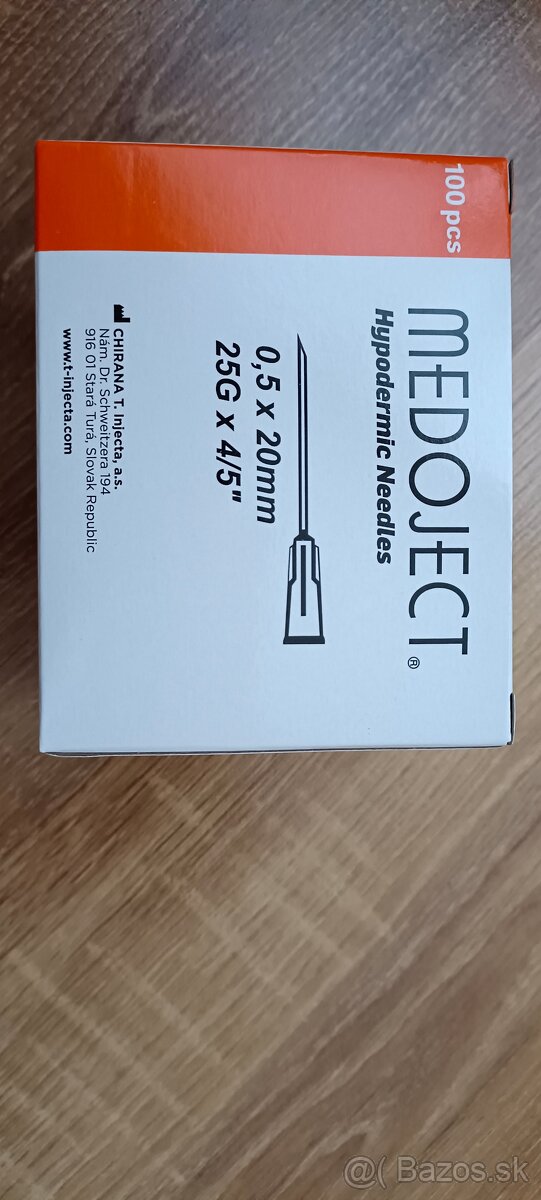 100 pcs
MEDOJECT®
Hypodermic Needles
0,5 x 20mm
25G x 4/5"
CHIRANA T. Injecta, a.s.
Nám. Dr. Schweitzera 194
916 01 Stará Turá, Slovak Republic
www.t-injecta.com
@( Bazos.sk